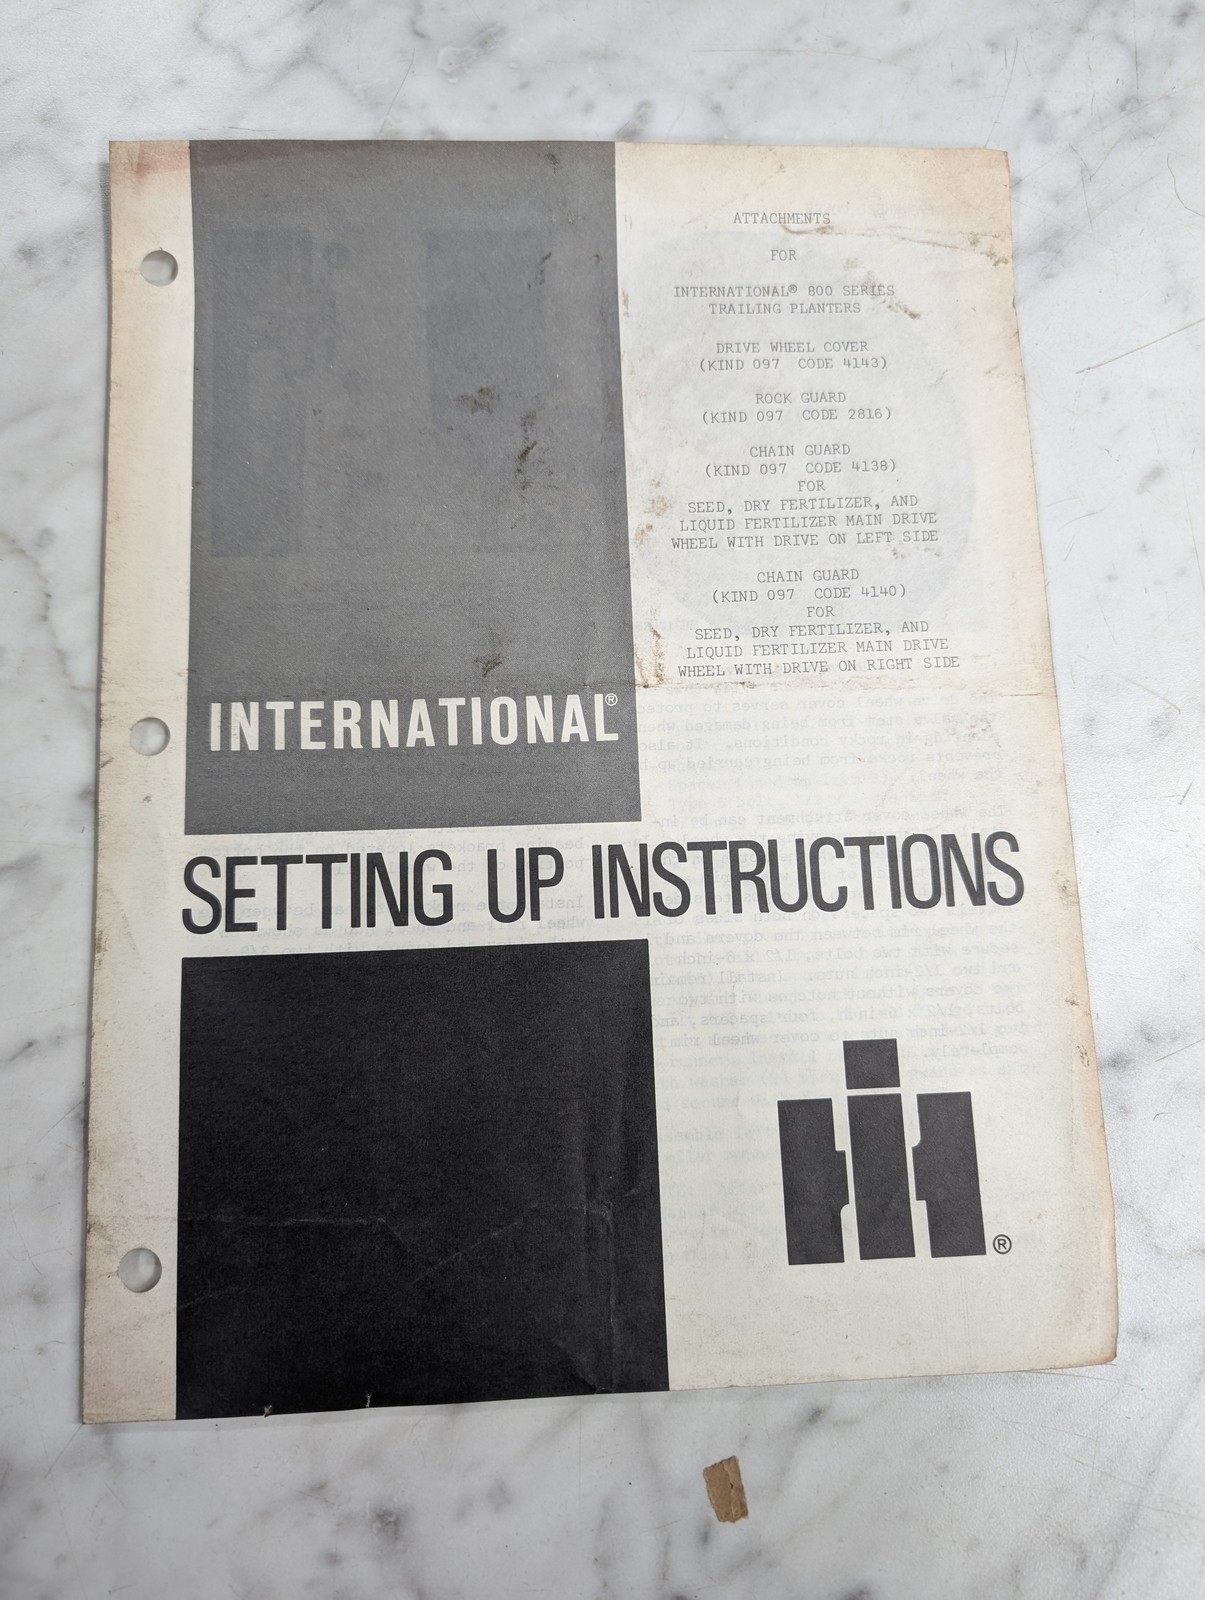 ATTACHMENTS
FOR
INTERNATIONAL® 800 SERIES
TRAILING PLANTERS
DRIVE WHEEL COVER
(KIND 097 CODE 4143)
ROCK GUARD
(KIND 097 CODE 2816)
CHAIN GUARD
(KIND 097 CODE 4138)
FOR
SEED, DRY FERTILIZER, AND
LIQUID FERTILIZER MAIN DRIVE
WHEEL WITH DRIVE ON LEFT SIDE
CHAIN GUARD
(KIND 097 CODE 4140)
FOR
SEED, DRY FERTILIZER, AND
LIQUID FERTILIZER MAIN DRIVE
WHEEL WITH DRIVE ON RIGHT SIDE
INTERNATIONAL®
SETTING UP INSTRUCTIONS
®